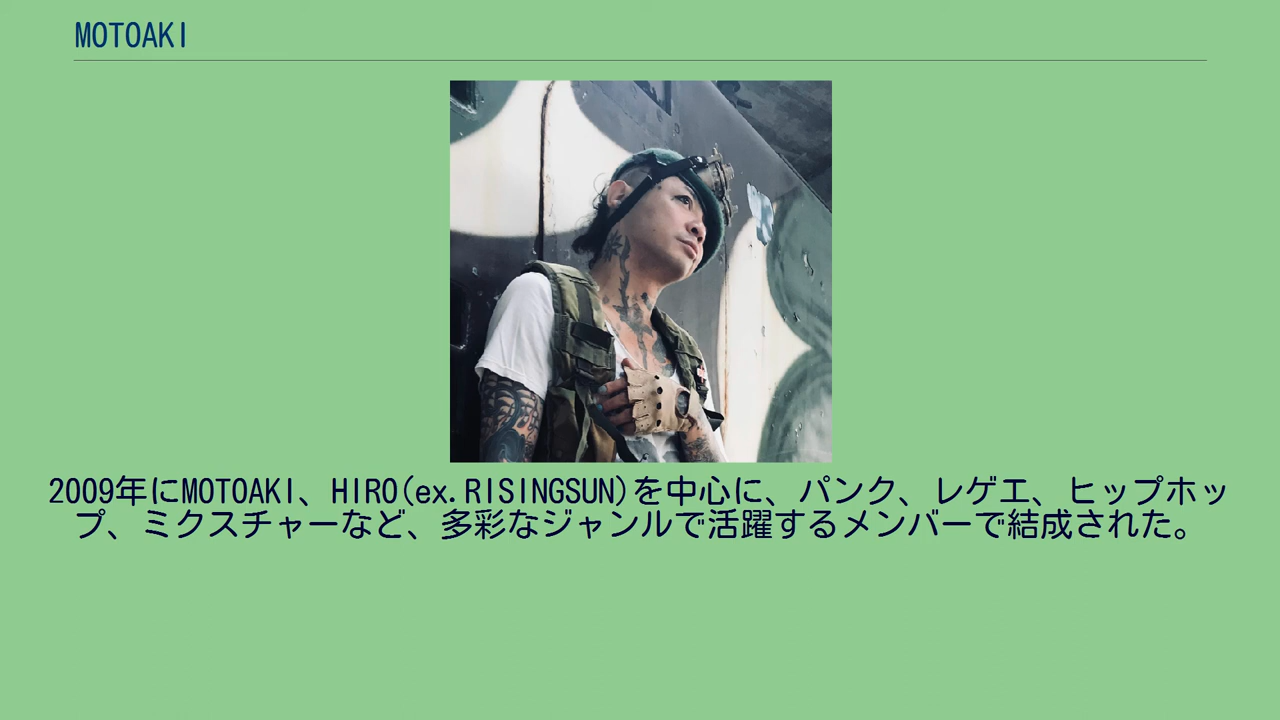 MOTOAKI
2009年にMOTOAKI、HIRO(ex.RISINGSUN)を中心に、パンク、レゲエ、ヒップホッ
プ、ミクスチャーなど、多彩なジャンルで活躍するメンバーで結成された。